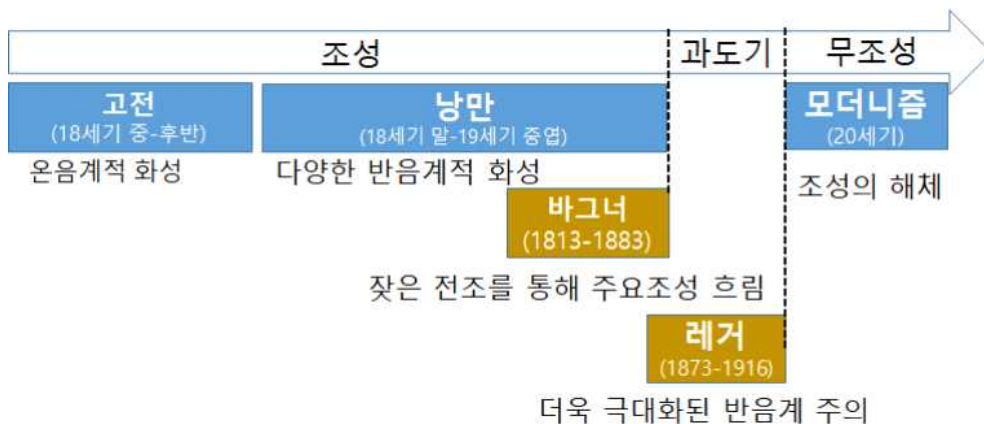 조성
과도기
무조성
고전
(18세기 중-후반)
낭만
(18세기 말-19세기 중엽)
모더니즘
(20세기)
온음계적 화성
다양한 반음계적 화성
조성의 해체
바그너
(1813-1883)
잦은 전조를 통해 주요조성 흐림
레거
(1873-1916)
더욱 극대화된 반음계 주의